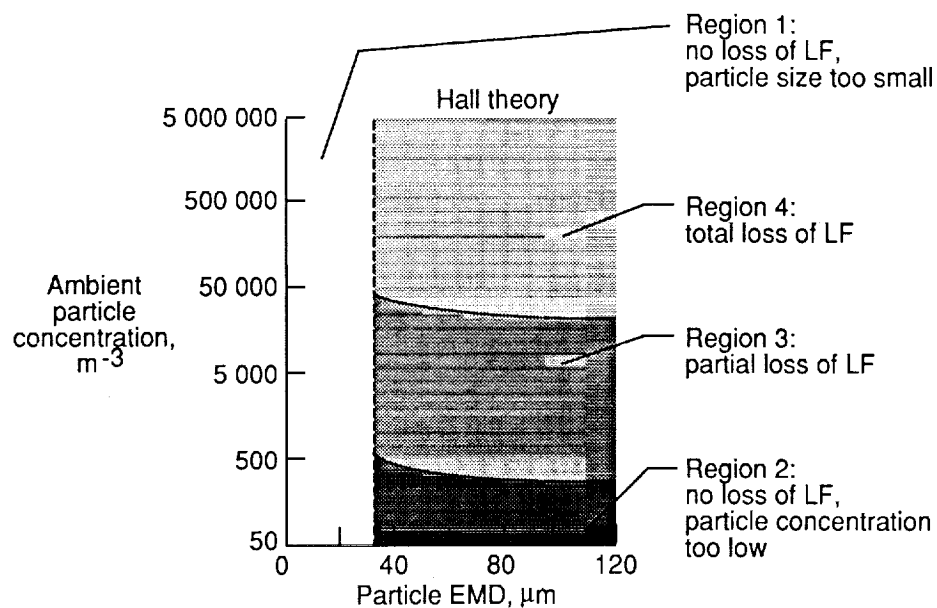 Region 1:
no loss of LF,
particle size too small
Hall theory
5 000 000
500 000
50 000
5 000
500
50
Ambient
particle
concentration,
m-3
Region 4:
total loss of LF
Region 3:
partial loss of LF
Region 2:
no loss of LF,
particle concentration
too low
0 40 80 120
Particle EMD, μm